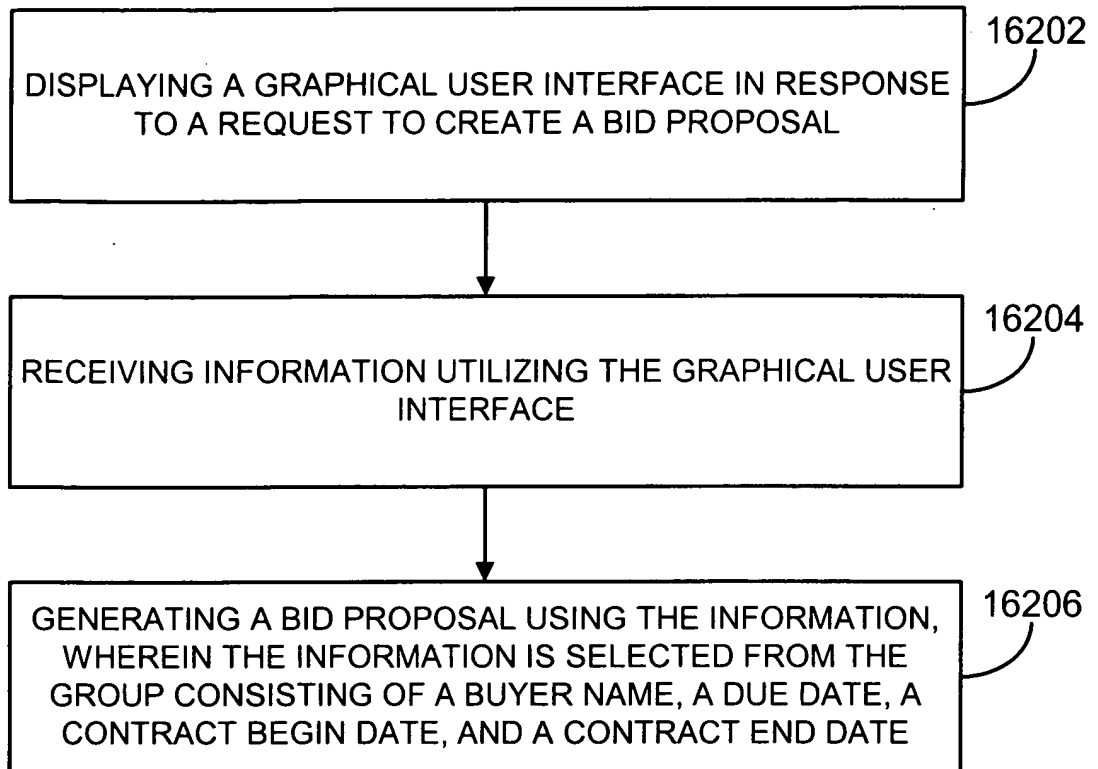 16202
DISPLAYING A GRAPHICAL USER INTERFACE IN RESPONSE
TO A REQUEST TO CREATE A BID PROPOSAL
16204
RECEIVING INFORMATION UTILIZING THE GRAPHICAL USER
INTERFACE
16206
GENERATING A BID PROPOSAL USING THE INFORMATION,
WHEREIN THE INFORMATION IS SELECTED FROM THE
GROUP CONSISTING OF A BUYER NAME, A DUE DATE, A
CONTRACT BEGIN DATE, AND A CONTRACT END DATE